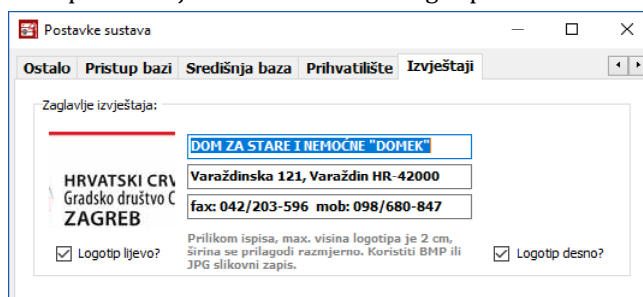 Postavke sustava
Ostalo Pristup bazi Središnja baza Prihvatilište Izvještaji
Zaglavlje izvještaja:
HRVATSKI CRV
Gradsko društvo C
ZAGREB
DOM ZA STARE I NEMOĆNE "DOMEK"
Varaždinska 121, Varaždin HR-42000
fax: 042/203-596 mob: 098/680-847
Logotip lijevo?
Prilikom ispisa, max. visina logotipa je 2 cm,
širina se prilagodi razmjerno. Koristiti BMP ili
JPG slikovni zapis.
Logotip desno?